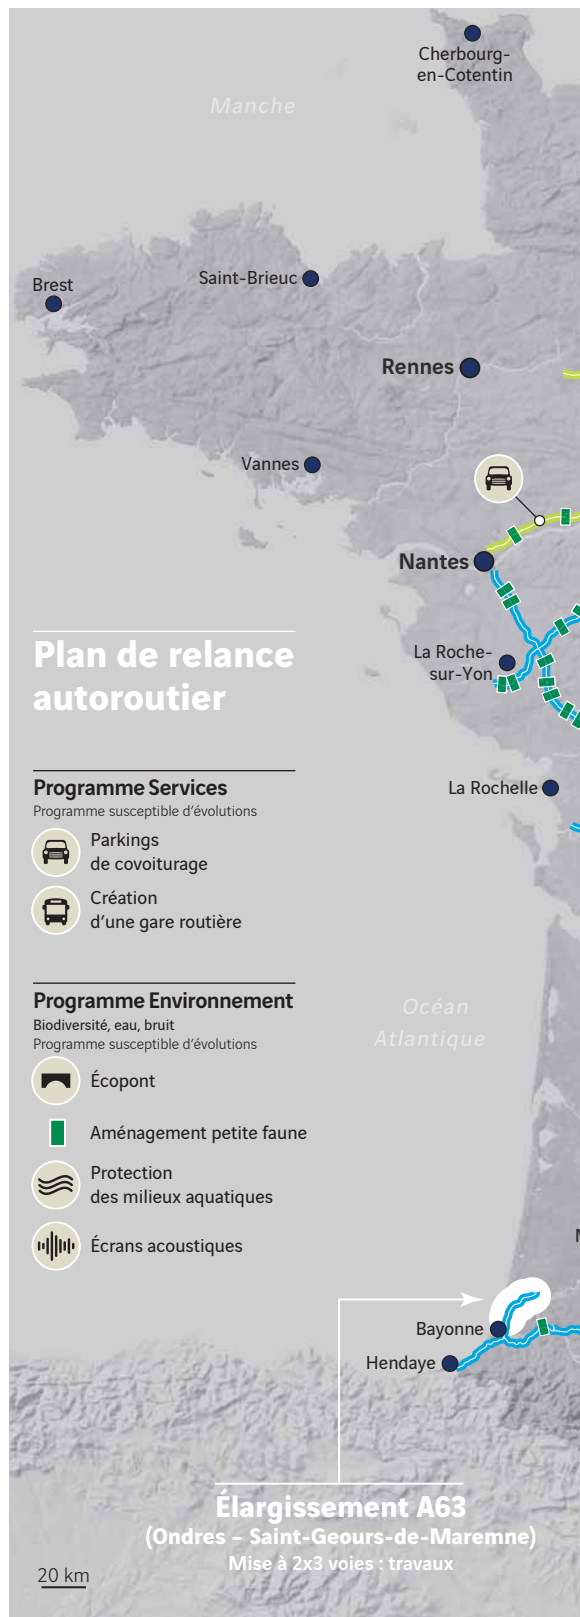 Cherbourg-
en-Cotentin
Manche
Saint-Brieuc
Brest
Rennes
Vannes
Nantes
Plan de relance
autoroutier
La Roche-
sur-Yon
Programme Services
Programme susceptible d’évolutions
La Rochelle
Parkings
de covoiturage
Création
d’une gare routière
Programme Environnement
Biodiversité, eau, bruit
Programme susceptible d’évolutions
Océan
Atlantique
Écopont
Aménagement petite faune
Protection
des milieux aquatiques
Écrans acoustiques
Bayonne
Hendaye
Élargissement A63
(Ondres – Saint-Geours-de-Maremne)
Mise à 2x3 voies : travaux
20 km